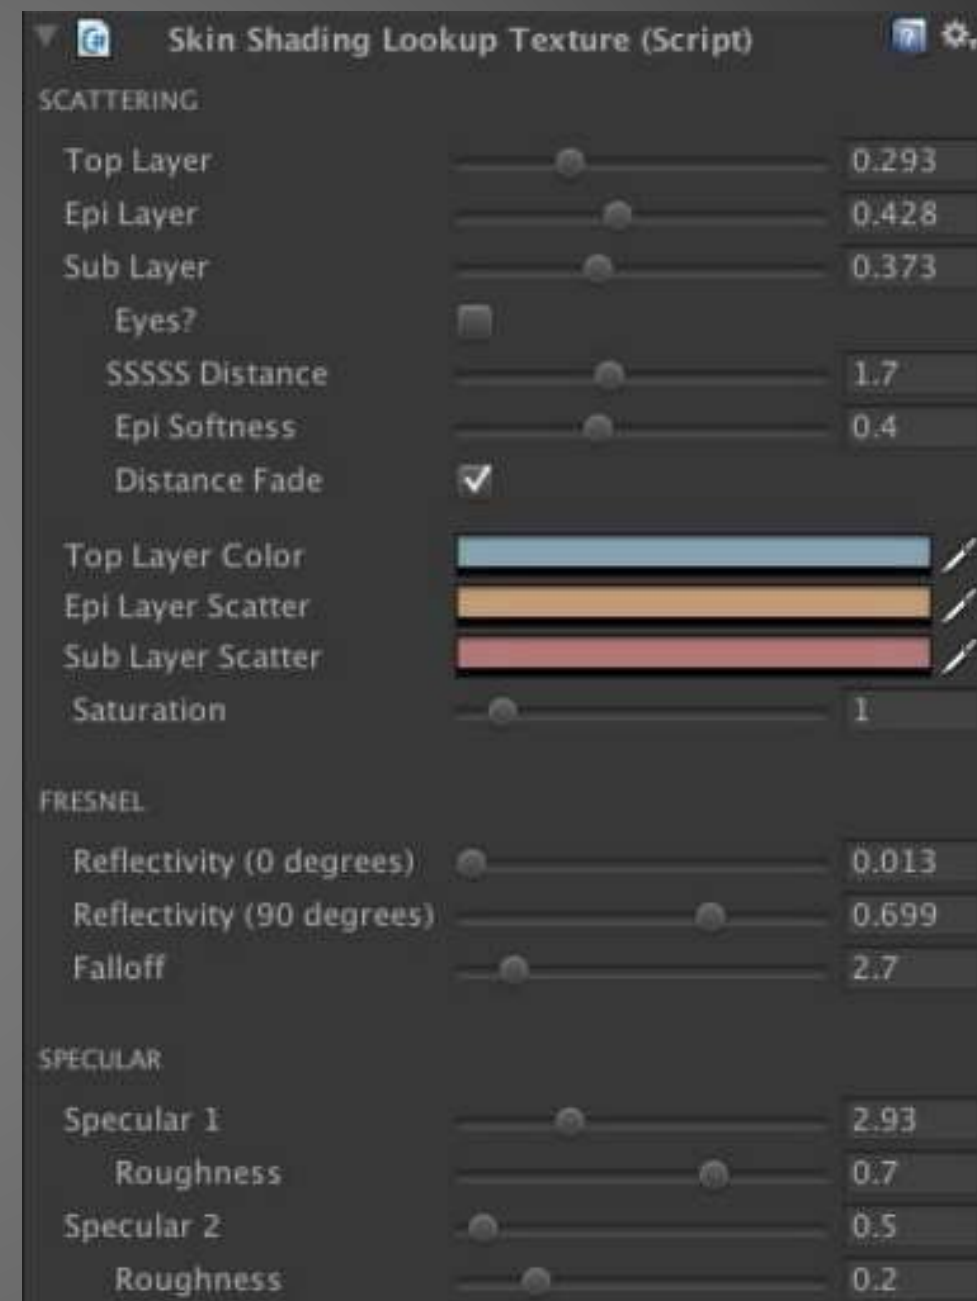 Skin Shading Lookup Texture (Script)
SCATTERING
Top Layer 0.293
Epi Layer 0.428
Sub Layer 0.373
Eyes?
SSSSS Distance 1.7
Epi Softness 0.4
Distance Fade
Top Layer Color
Epi Layer Scatter
Sub Layer Scatter
Saturation 1
FRESNEL
Reflectivity (0 degrees) 0.013
Reflectivity (90 degrees) 0.699
Falloff 2.7
SPECULAR
Specular 1 2.93
Roughness 0.7
Specular 2 0.5
Roughness 0.2